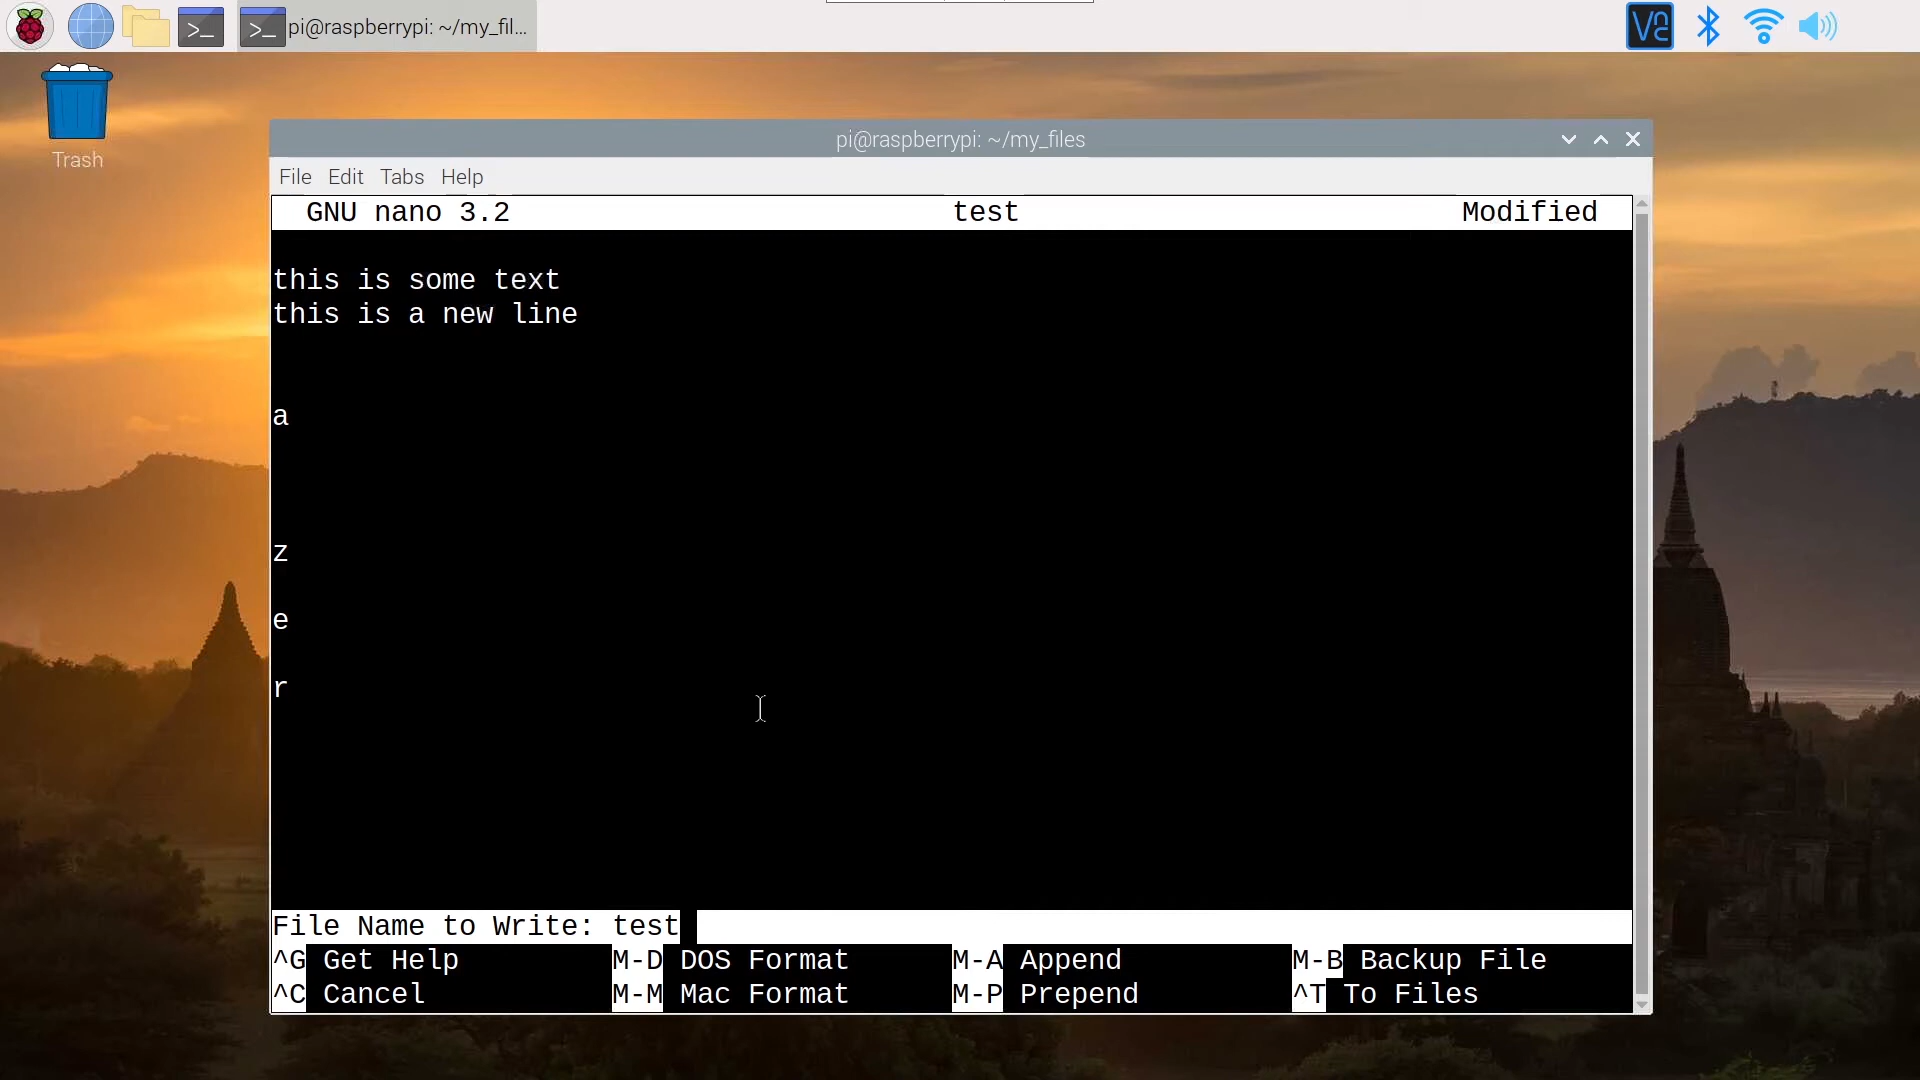 >_ >_ pi@raspberrypi: ~/my_fil... VNC
Trash
pi@raspberrypi: ~/my_files
File Edit Tabs Help
GNU nano 3.2 test Modified
this is some text
this is a new line
a
z
e
r
File Name to Write: test
^G Get Help M-D DOS Format M-A Append M-B Backup File
^C Cancel M-M Mac Format M-P Prepend ^T To Files